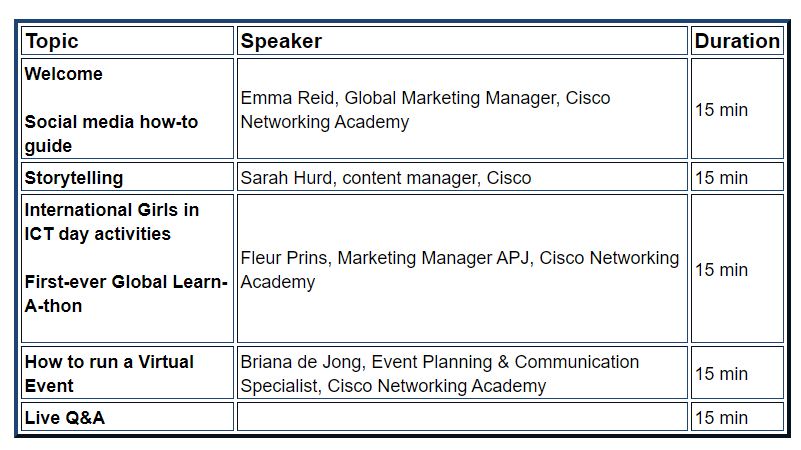 Topic Speaker Duration
Welcome
Social media how-to
guide
Emma Reid, Global Marketing Manager, Cisco
Networking Academy
15 min
Storytelling
Sarah Hurd, content manager, Cisco
15 min
International Girls in
ICT day activities
First-ever Global Learn-
A-thon
Fleur Prins, Marketing Manager APJ, Cisco Networking
Academy
15 min
How to run a Virtual
Event
Briana de Jong, Event Planning & Communication
Specialist, Cisco Networking Academy
15 min
Live Q&A
15 min